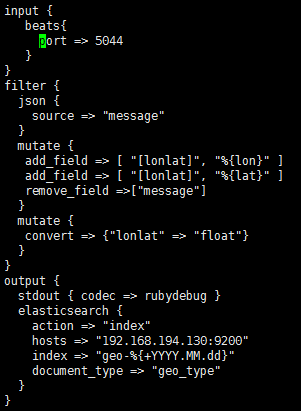 input {
   beats{
     port => 5044
   }
}
filter {
  json {
    source => "message"
  }
  mutate {
   add_field => [ "[lonlat]", "%{lon}" ]
   add_field => [ "[lonlat]", "%{lat}" ]
   remove_field =>["message"]
  }
  mutate {
   convert => {"lonlat" => "float"}
  }
}
output {
  stdout { codec => rubydebug }
  elasticsearch {
     action => "index"
     hosts => "192.168.194.130:9200"
     index => "geo-%{+YYYY.MM.dd}"
     document_type => "geo_type"
  }
}